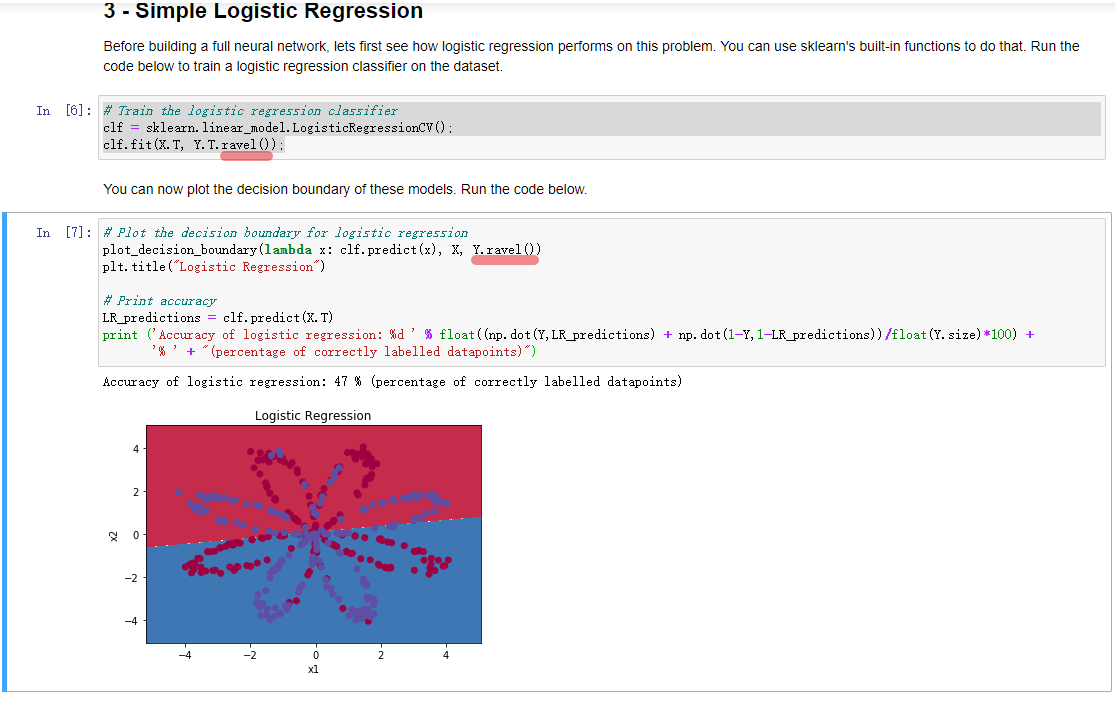 3 - Simple Logistic Regression
Before building a full neural network, lets first see how logistic regression performs on this problem. You can use sklearn's built-in functions to do that. Run the
code below to train a logistic regression classifier on the dataset.
In [6]:
# Train the logistic regression classifier
clf = sklearn.linear_model.LogisticRegressionCV();
clf.fit(X.T, Y.T.ravel());
You can now plot the decision boundary of these models. Run the code below.
In [7]:
# Plot the decision boundary for logistic regression
plot_decision_boundary(lambda x: clf.predict(x), X, Y.ravel())
plt.title("Logistic Regression")
# Print accuracy
LR_predictions = clf.predict(X.T)
print ('Accuracy of logistic regression: %d ' % float((np.dot(Y,LR_predictions) + np.dot(1-Y,1-LR_predictions))/float(Y.size)*100) +
'% ' + "(percentage of correctly labelled datapoints)")
Accuracy of logistic regression: 47 % (percentage of correctly labelled datapoints)
Logistic Regression
4
2
0
−2
−4
x2
−4 −2 0 2 4
x1